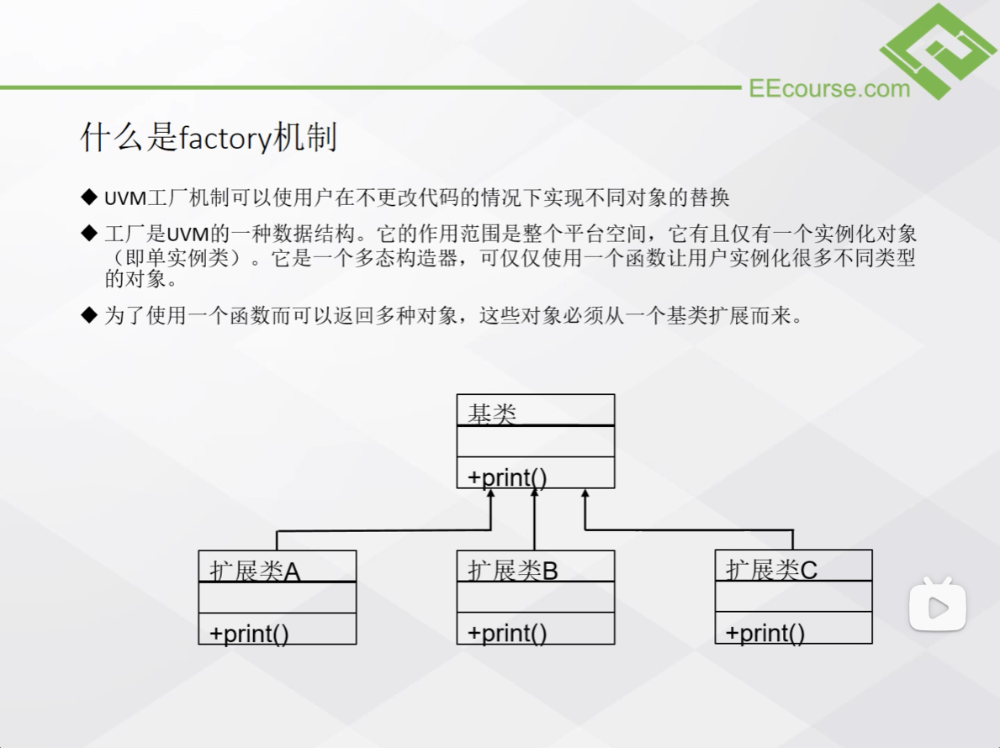 EEcourse.com
什么是factory机制
◆ UVM工厂机制可以使用户在不更改代码的情况下实现不同对象的替换
◆ 工厂是UVM的一种数据结构。它的作用范围是整个平台空间，它有且仅有一个实例化对象
（即单实例类）。它是一个多态构造器，可仅仅使用一个函数让用户实例化很多不同类型
的对象。
◆ 为了使用一个函数而可以返回多种对象，这些对象必须从一个基类扩展而来。
基类
+print()
扩展类A
+print()
扩展类B
+print()
扩展类C
+print()